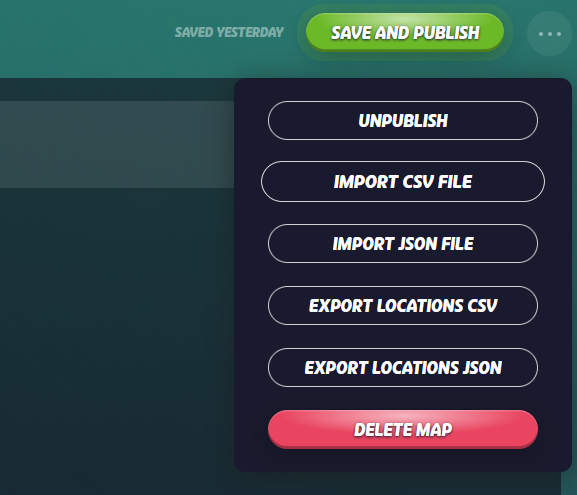 SAVED YESTERDAY
SAVE AND PUBLISH
UNPUBLISH
IMPORT CSV FILE
IMPORT JSON FILE
EXPORT LOCATIONS CSV
EXPORT LOCATIONS JSON
DELETE MAP